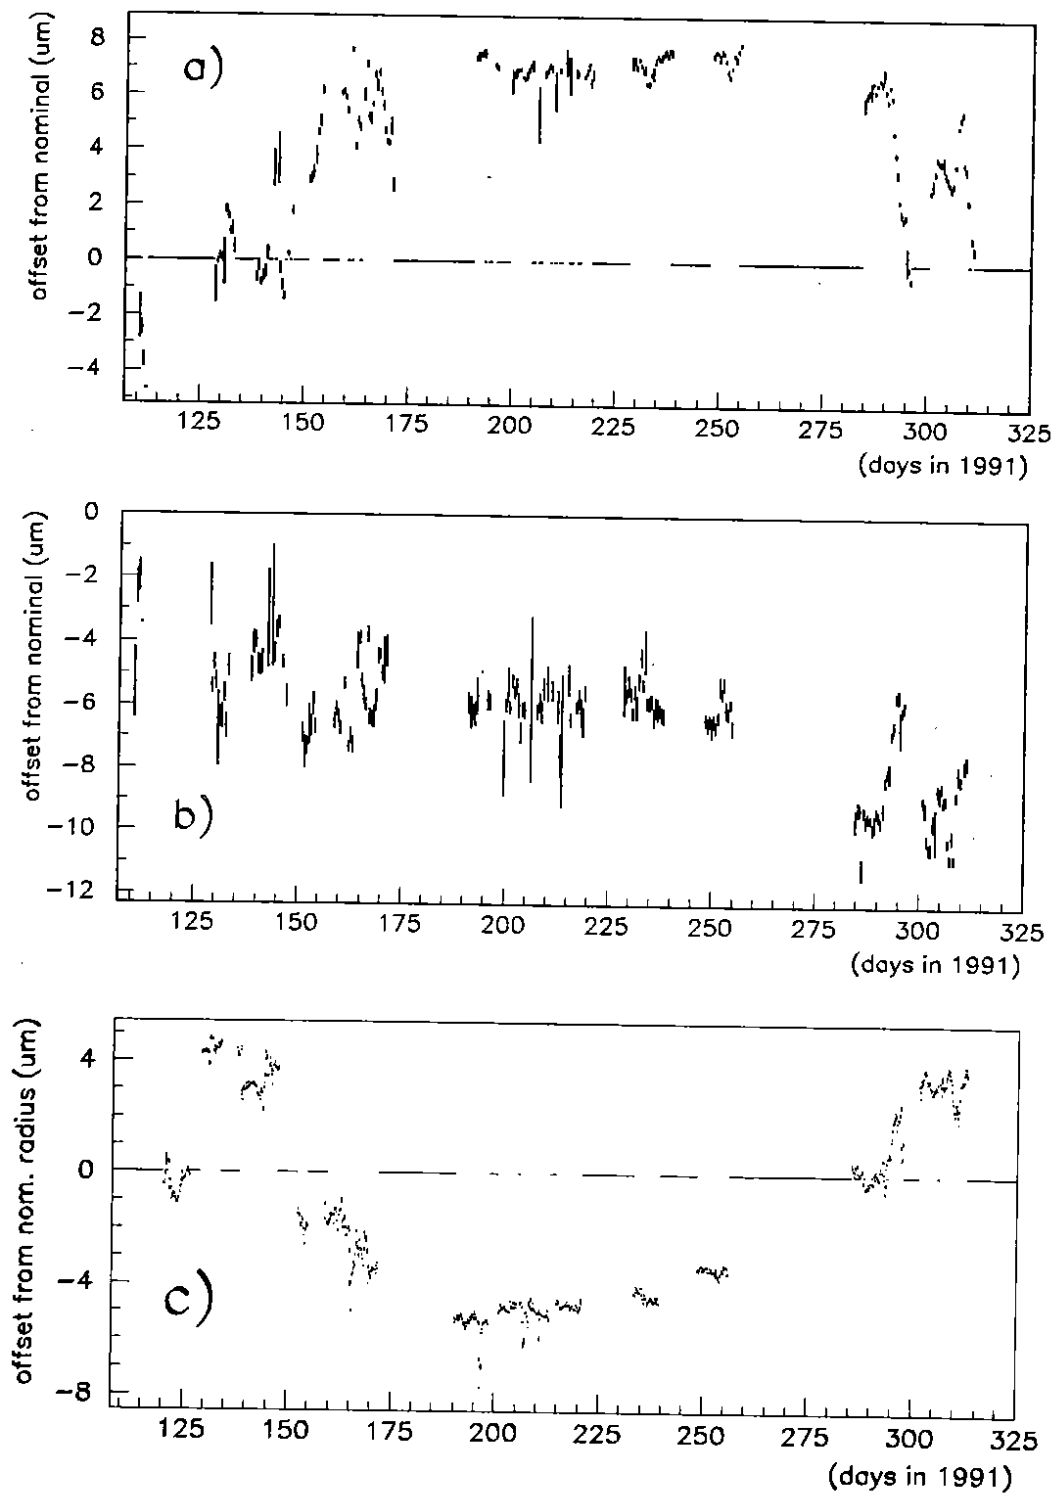 offset from nominal (um)
8
6
4
2
0
−2
−4
a)
125 150 175 200 225 250 275 300 325
(days in 1991)
offset from nominal (um)
0
−2
−4
−6
−8
−10
−12
b)
125 150 175 200 225 250 275 300 325
(days in 1991)
offset from nom. radius (um)
4
0
−4
−8
c)
125 150 175 200 225 250 275 300 325
(days in 1991)